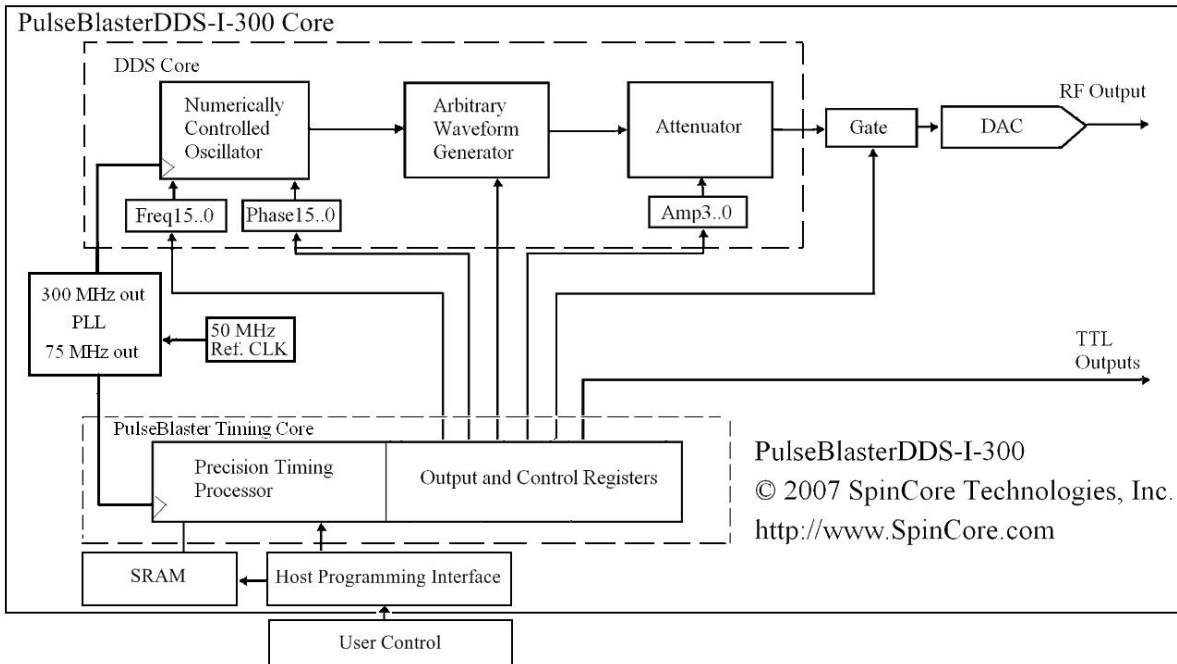 PulseBlasterDDS-I-300 Core
DDS Core
Numerically
Controlled
Oscillator
Arbitrary
Waveform
Generator
Attenuator
Gate
DAC
RF Output
Freq15..0
Phase15..0
Amp3..0
300 MHz out
PLL
75 MHz out
50 MHz
Ref. CLK
TTL
Outputs
PulseBlaster Timing Core
Precision Timing
Processor
Output and Control Registers
PulseBlasterDDS-I-300
© 2007 SpinCore Technologies, Inc.
http://www.SpinCore.com
SRAM
Host Programming Interface
User Control